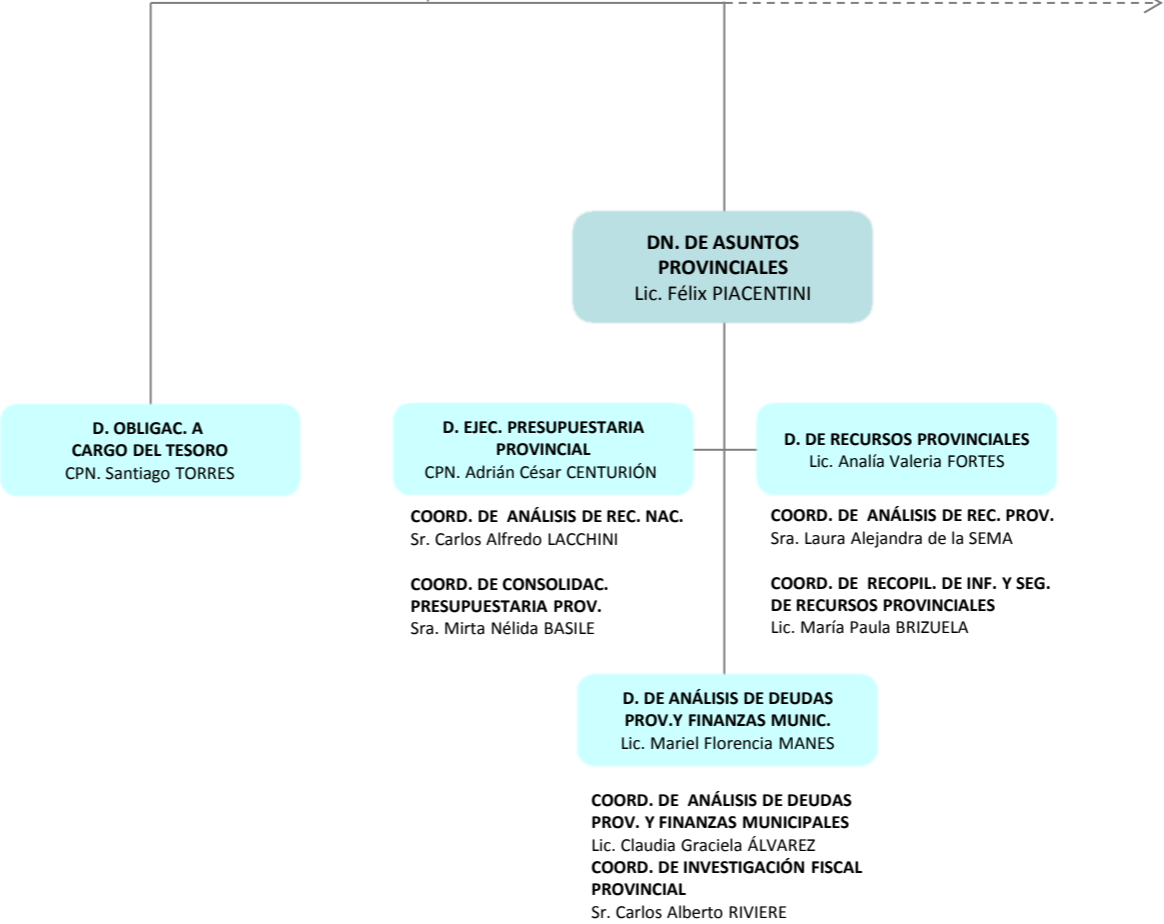 DN. DE ASUNTOS
PROVINCIALES
Lic. Félix PIACENTINI
D. OBLIGAC. A
CARGO DEL TESORO
CPN. Santiago TORRES
D. EJEC. PRESUPUESTARIA
PROVINCIAL
CPN. Adrián César CENTURIÓN
COORD. DE ANÁLISIS DE REC. NAC.
Sr. Carlos Alfredo LACCHINI
COORD. DE CONSOLIDAC.
PRESUPUESTARIA PROV.
Sra. Mirta Nélida BASILE
D. DE RECURSOS PROVINCIALES
Lic. Analía Valeria FORTES
COORD. DE ANÁLISIS DE REC. PROV.
Sra. Laura Alejandra de la SEMA
COORD. DE RECOPIL. DE INF. Y SEG.
DE RECURSOS PROVINCIALES
Lic. María Paula BRIZUELA
D. DE ANÁLISIS DE DEUDAS
PROV.Y FINANZAS MUNIC.
Lic. Mariel Florencia MANES
COORD. DE ANÁLISIS DE DEUDAS
PROV. Y FINANZAS MUNICIPALES
Lic. Claudia Graciela ÁLVAREZ
COORD. DE INVESTIGACIÓN FISCAL
PROVINCIAL
Sr. Carlos Alberto RIVIERE